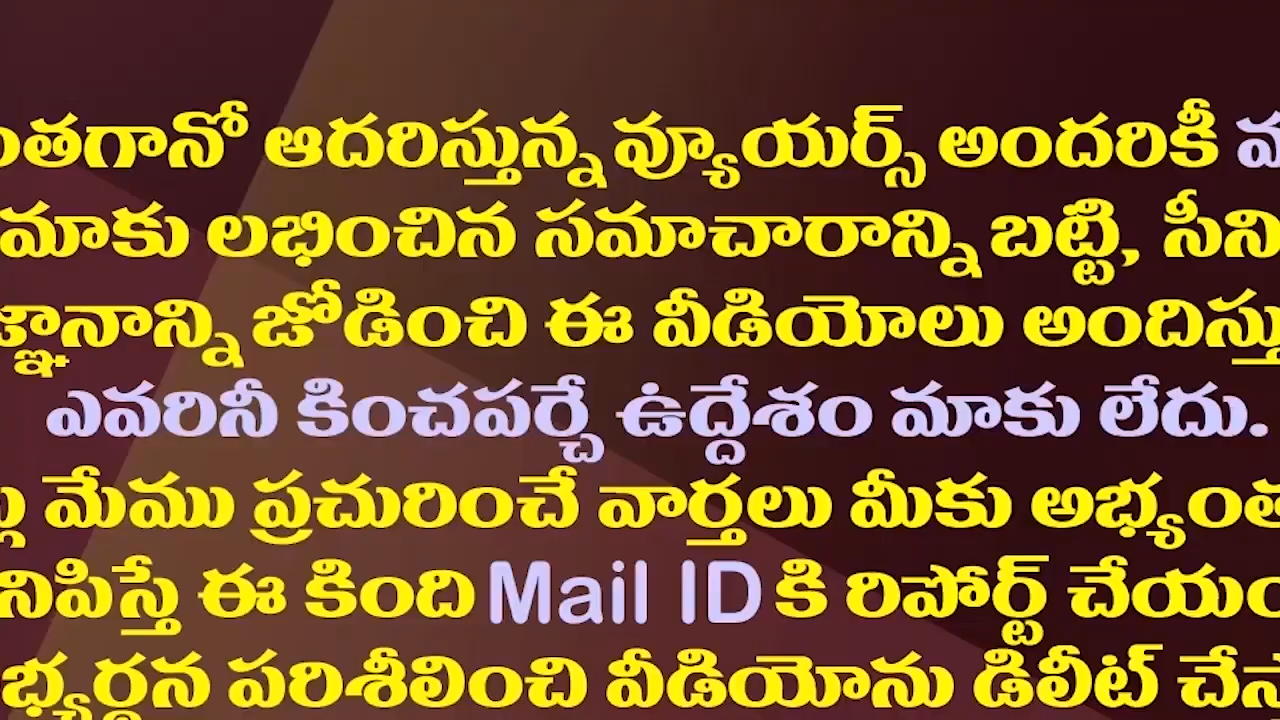 ంతగానో ఆదరిస్తున్న వ్యూయర్స్ అందరికీ
మాకు లభించిన సమాచారాన్ని బట్టి, సీని
జ్ఞానాన్ని జోడించి ఈ వీడియోలు అందిస్తు
ఎవరినీ కించపర్చే ఉద్దేశం మాకు లేదు.
మేము ప్రచురించే వార్తలు మీకు అభ్యంత
నిపిస్తే ఈ కింది Mail ID కి రిపోర్ట్ చేయం
భ్యర్థన పరిశీలించి వీడియోను డిలీట్ చేస